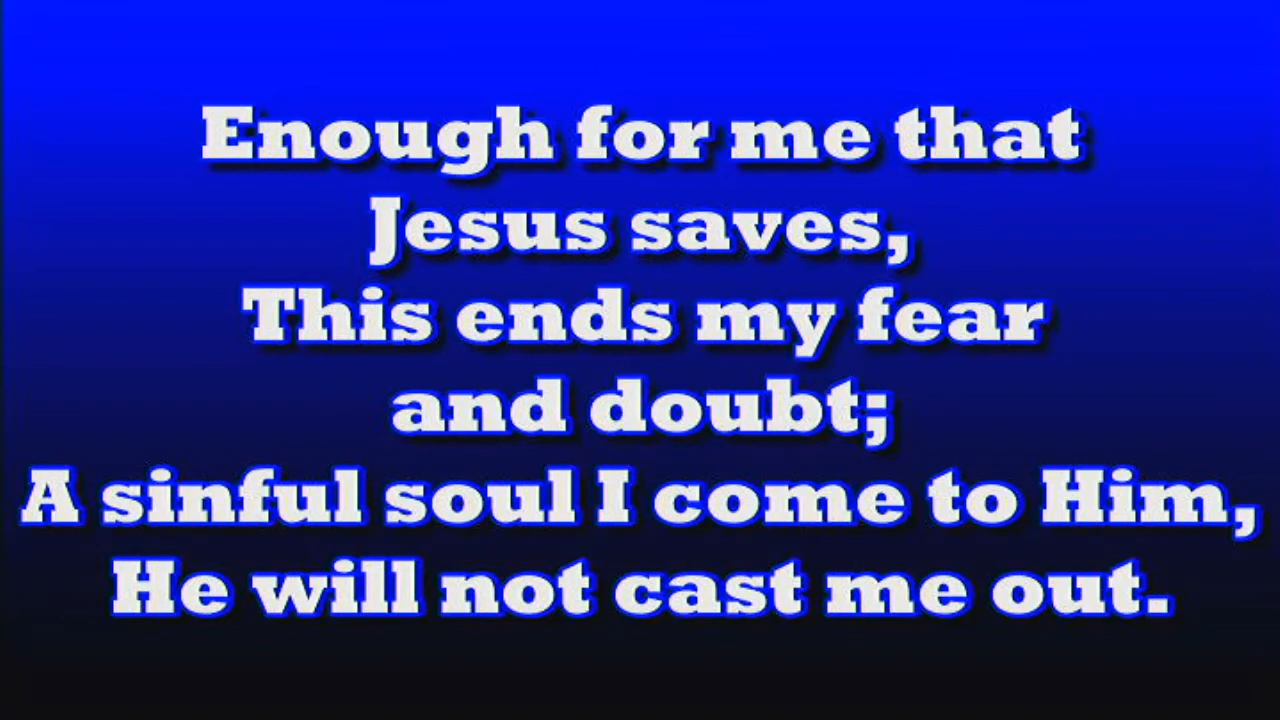 Enough for me that
Jesus saves,
This ends my fear
and doubt;
A sinful soul I come to Him,
He will not cast me out.